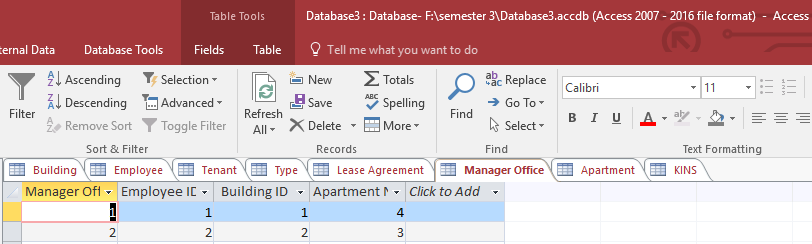 Table Tools
Database3 : Database- F:\semester 3\Database3.accdb (Access 2007 - 2016 file format) - Access
ernal Data Database Tools Fields Table Tell me what you want to do
Filter Ascending Selection Descending Advanced Remove Sort Toggle Filter
Sort & Filter
Refresh All New Save Delete Totals Spelling More
Records
Find Replace Go To Select
Find
Calibri 11
B I U A
Text Formatting
Building Employee Tenant Type Lease Agreement Manager Office Apartment KINS
Manager Off Employee ID Building ID Apartment N Click to Add
1 1 1 4
2 2 2 3